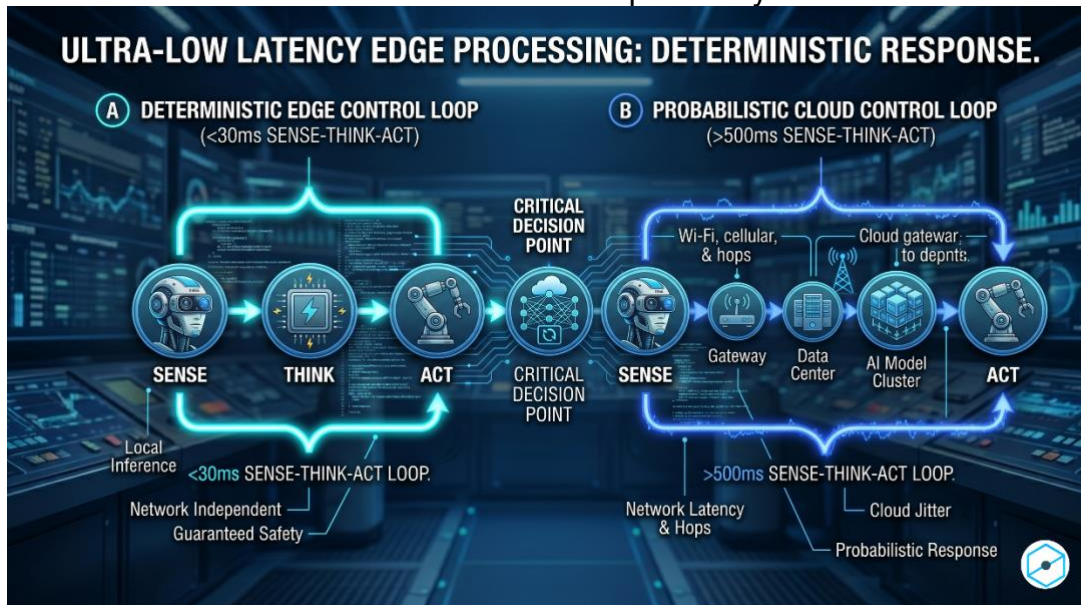 ULTRA-LOW LATENCY EDGE PROCESSING: DETERMINISTIC RESPONSE.
A DETERMINISTIC EDGE CONTROL LOOP
(<30ms SENSE-THINK-ACT)
B PROBABILISTIC CLOUD CONTROL LOOP
(>500ms SENSE-THINK-ACT)
CRITICAL
DECISION
POINT
Wi-Fi, cellular,
& hops
Cloud gatewar
to depnts.
SENSE
THINK
ACT
CRITICAL
DECISION
POINT
SENSE
Gateway
Data
Center
AI Model
Cluster
ACT
Local
Inference
<30ms SENSE-THINK-ACT LOOP.
Network Independent
Guaranteed Safety
>500ms SENSE-THINK-ACT LOOP.
Network Latency
& Hops
Cloud Jitter
Probabilistic Response